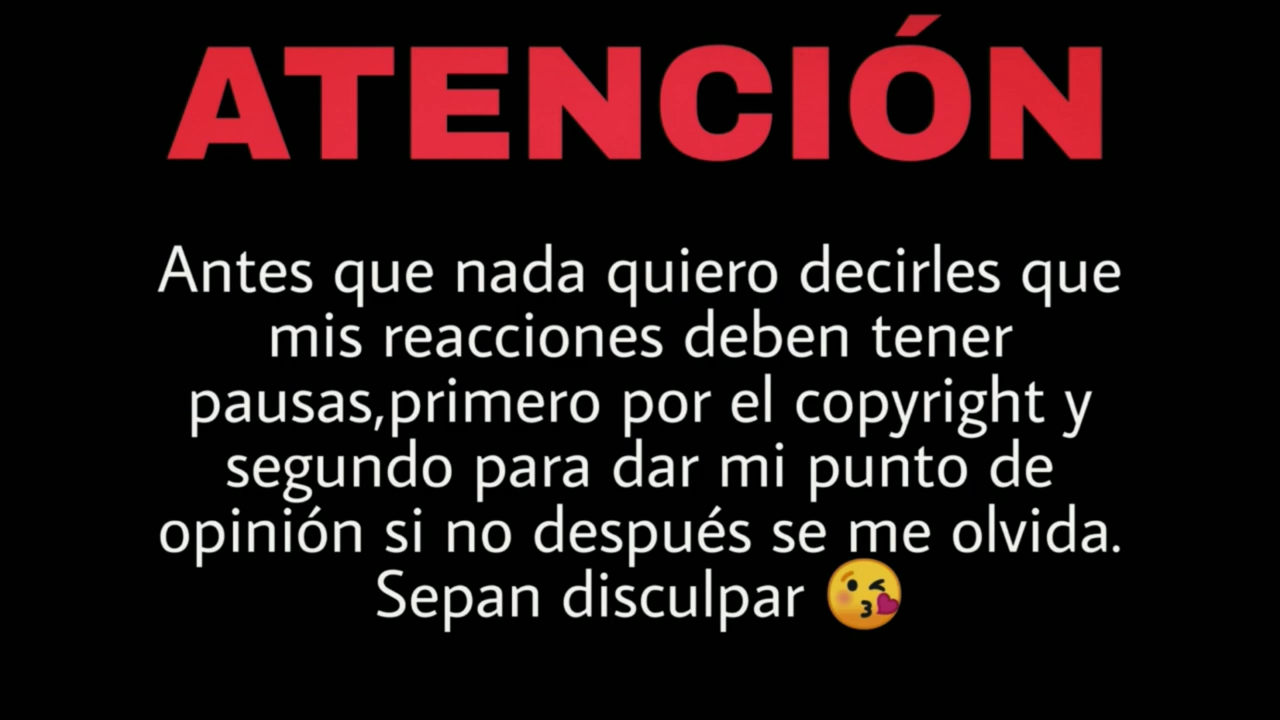 ATENCIÓN
Antes que nada quiero decirles que
mis reacciones deben tener
pausas,primero por el copyright y
segundo para dar mi punto de
opinión si no después se me olvida.
Sepan disculpar 😘